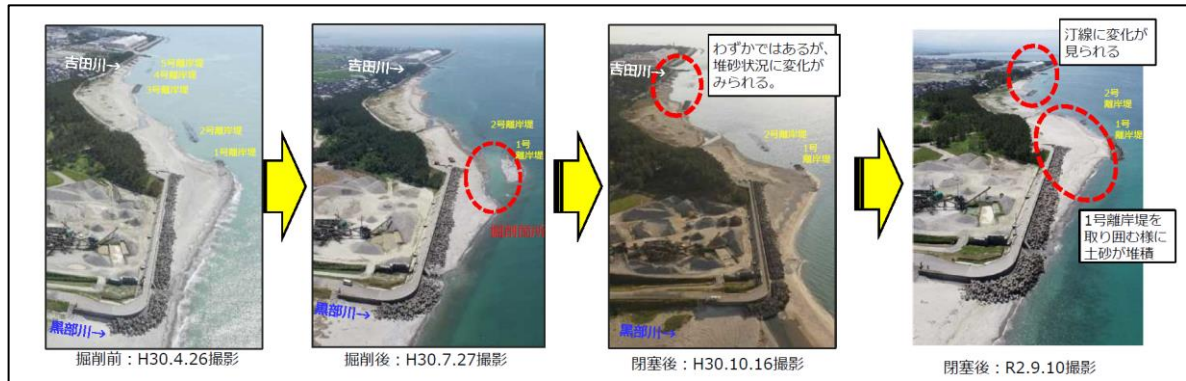 吉田川→
5号離岸堤
4号離岸堤
3号離岸堤
2号離岸堤
1号離岸堤
黒部川→
掘削前：H30.4.26撮影
吉田川→
2号離岸堤
1号
離岸堤
掘削箇所
黒部川→
掘削後：H30.7.27撮影
吉田川→
わずかではあるが、
堆砂状況に変化が
みられる。
2号離岸堤
1号
離岸堤
黒部川→
閉塞後：H30.10.16撮影
汀線に変化が
見られる
2号
離岸堤
1号
離岸堤
1号離岸堤を
取り囲む様に
土砂が堆積
閉塞後：R2.9.10撮影